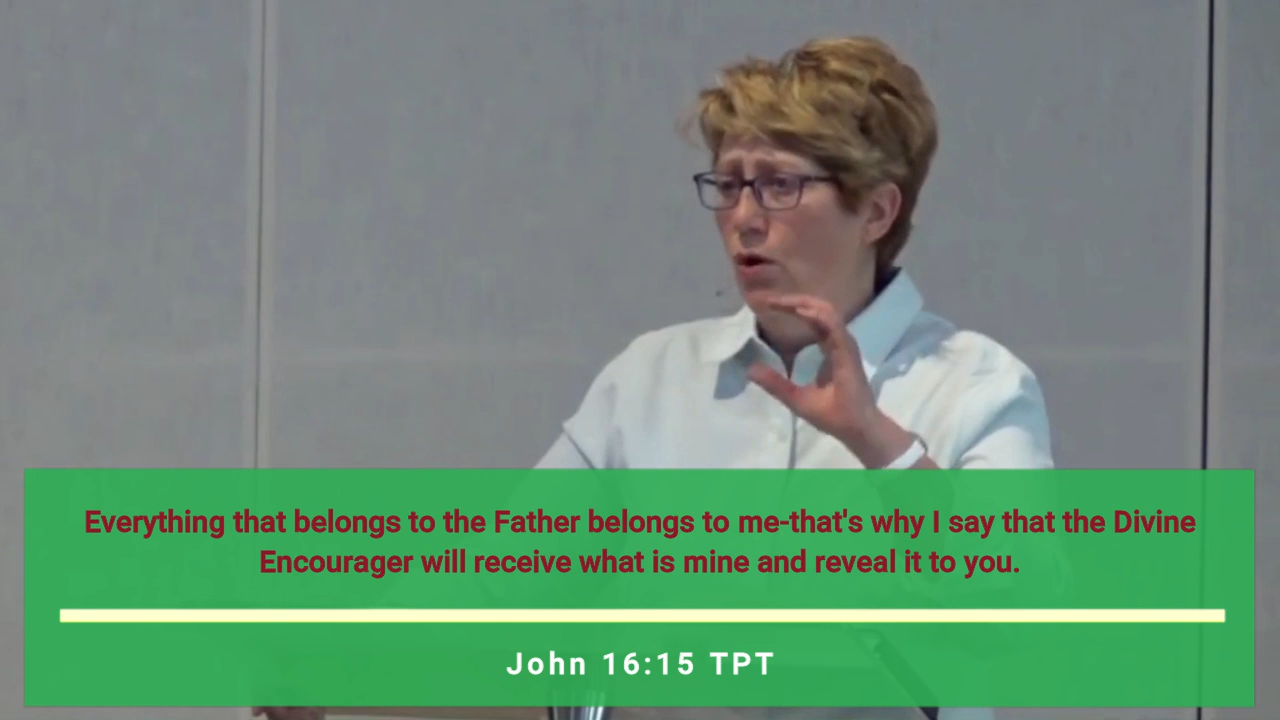 Everything that belongs to the Father belongs to me-that's why I say that the Divine
Encourager will receive what is mine and reveal it to you.
John 16:15 TPT